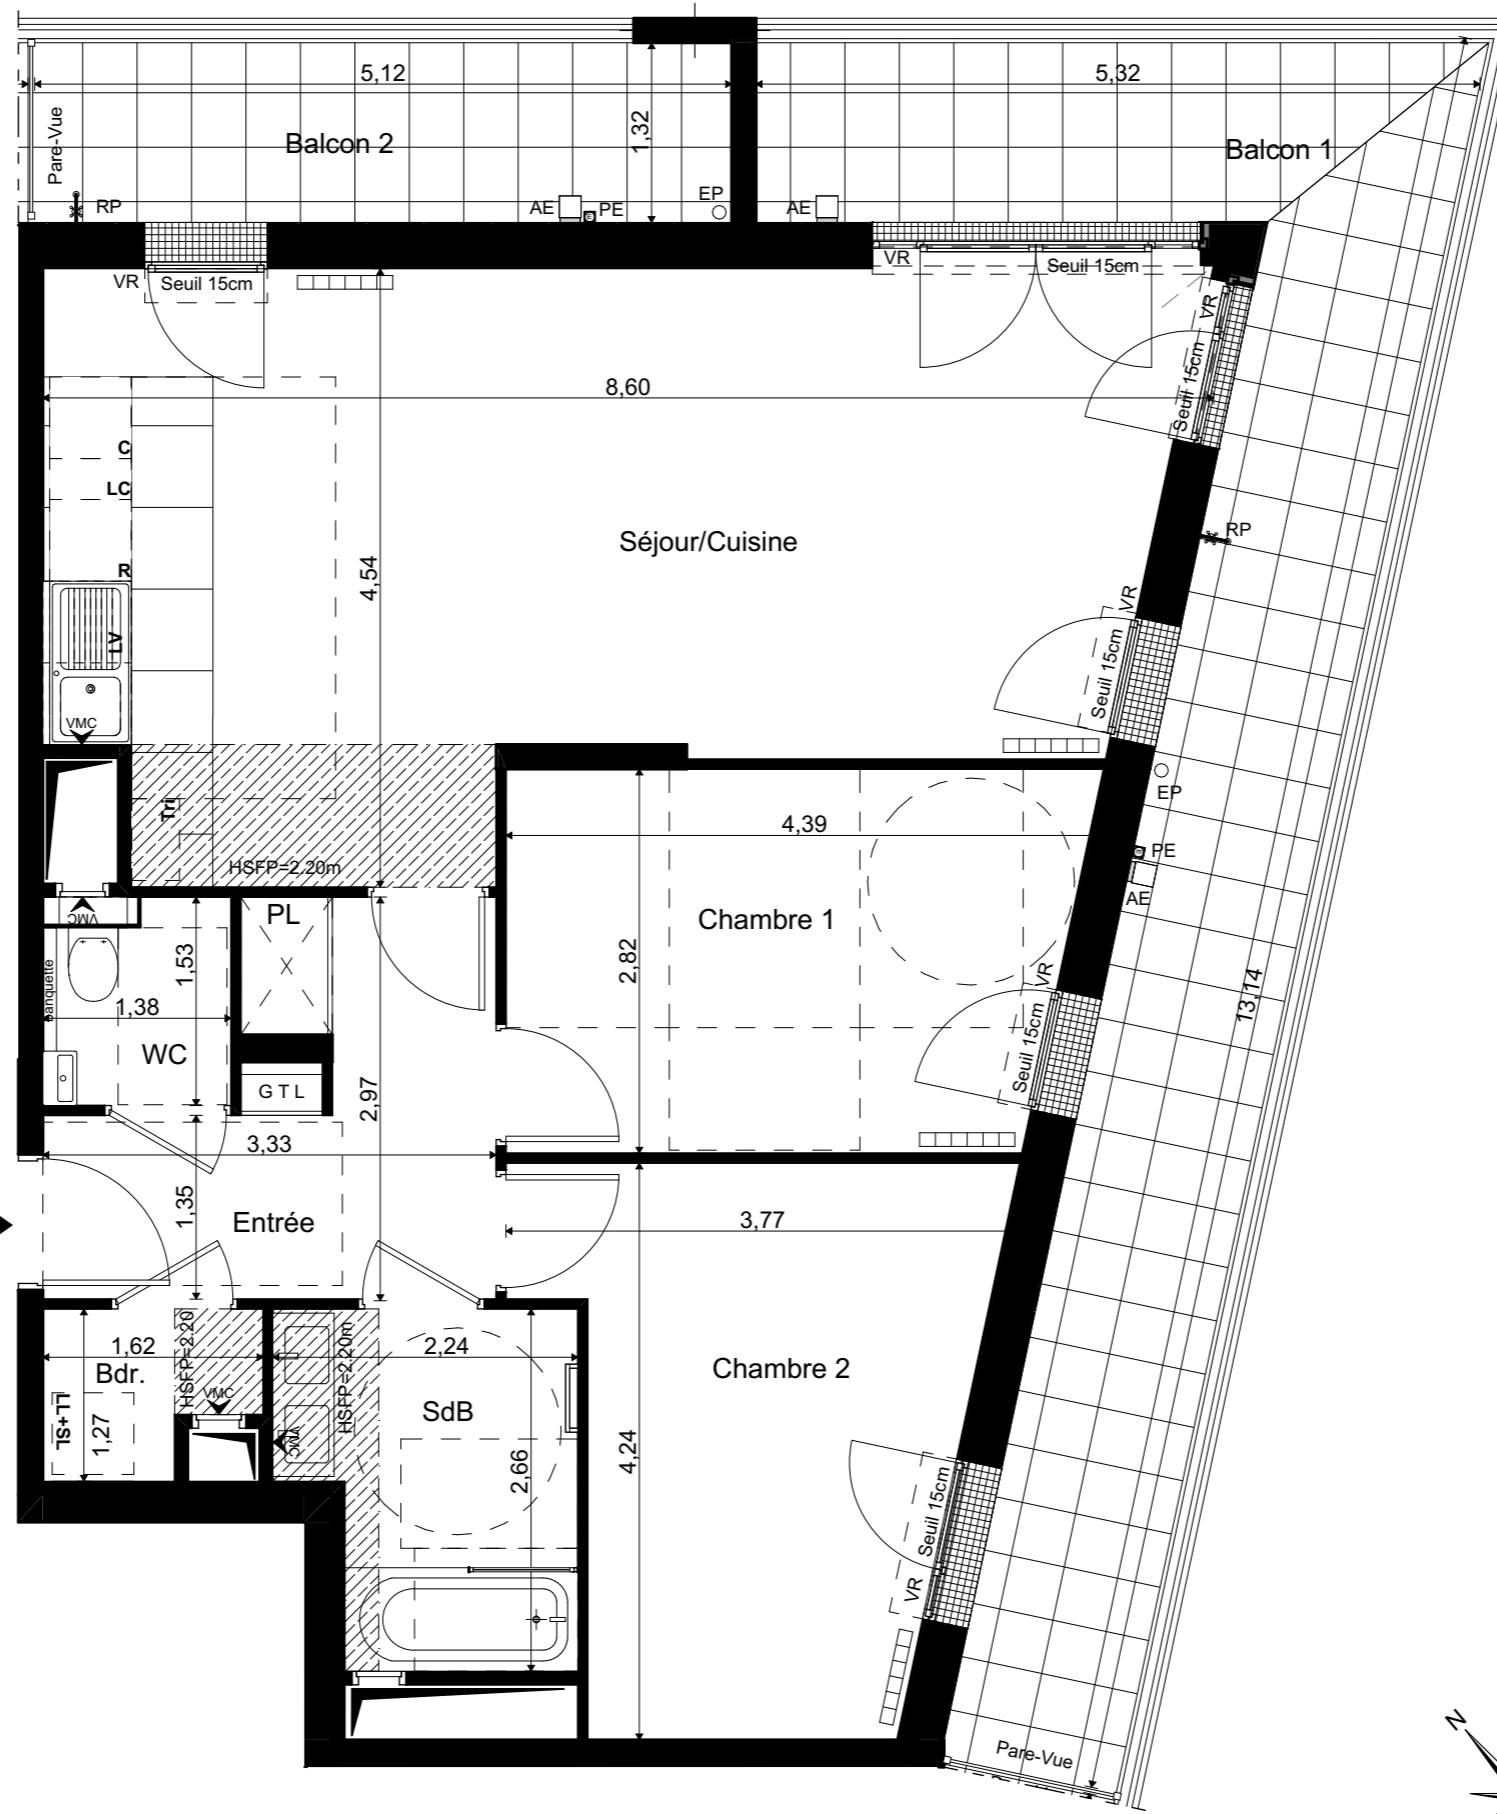 5,12
5,32
Pare-Vue
1,32
Balcon 2
Balcon 1
RP
AE
PE
EP
AE
VR
Seuil 15cm
VR
Seuil 15cm
VR
Seuil 15cm
8,60
C
LC
Séjour/Cuisine
RP
R
4,54
VR
LV
Seuil 15cm
VMC
EP
Tri
4,39
PE
HSFP=2.20m
AE
VMC
PL
Chambre 1
1,53
2,82
banquette
VR
13,14
1,38
WC
Seuil 15cm
GTL
2,97
3,33
1,35
Entrée
3,77
HSFP=2.20
1,62
HSFP=2.20m
2,24
Bdr.
Chambre 2
VMC
LL+SL
SdB
1,27
VMC
4,24
2,66
Seuil 15cm
VR
Pare-Vue
N